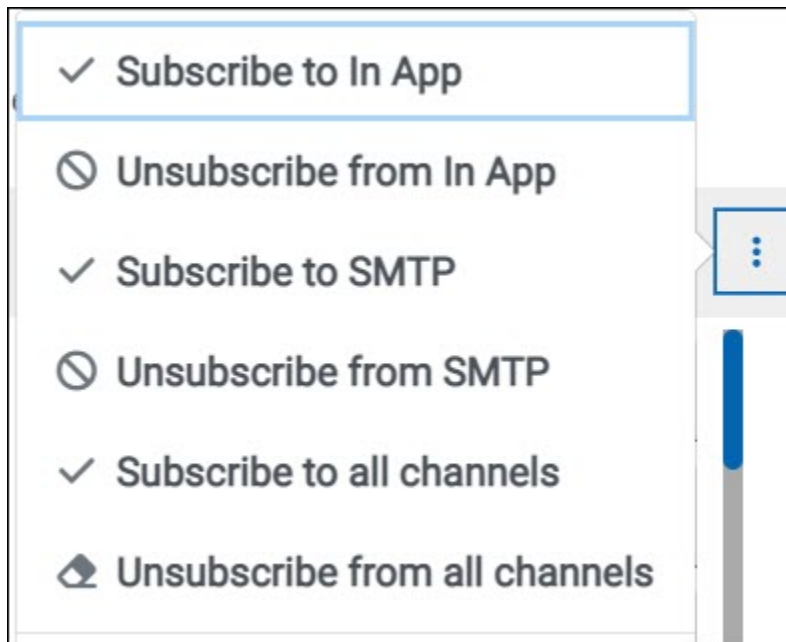 Subscribe to In App
Unsubscribe from In App
Subscribe to SMTP
Unsubscribe from SMTP
Subscribe to all channels
Unsubscribe from all channels